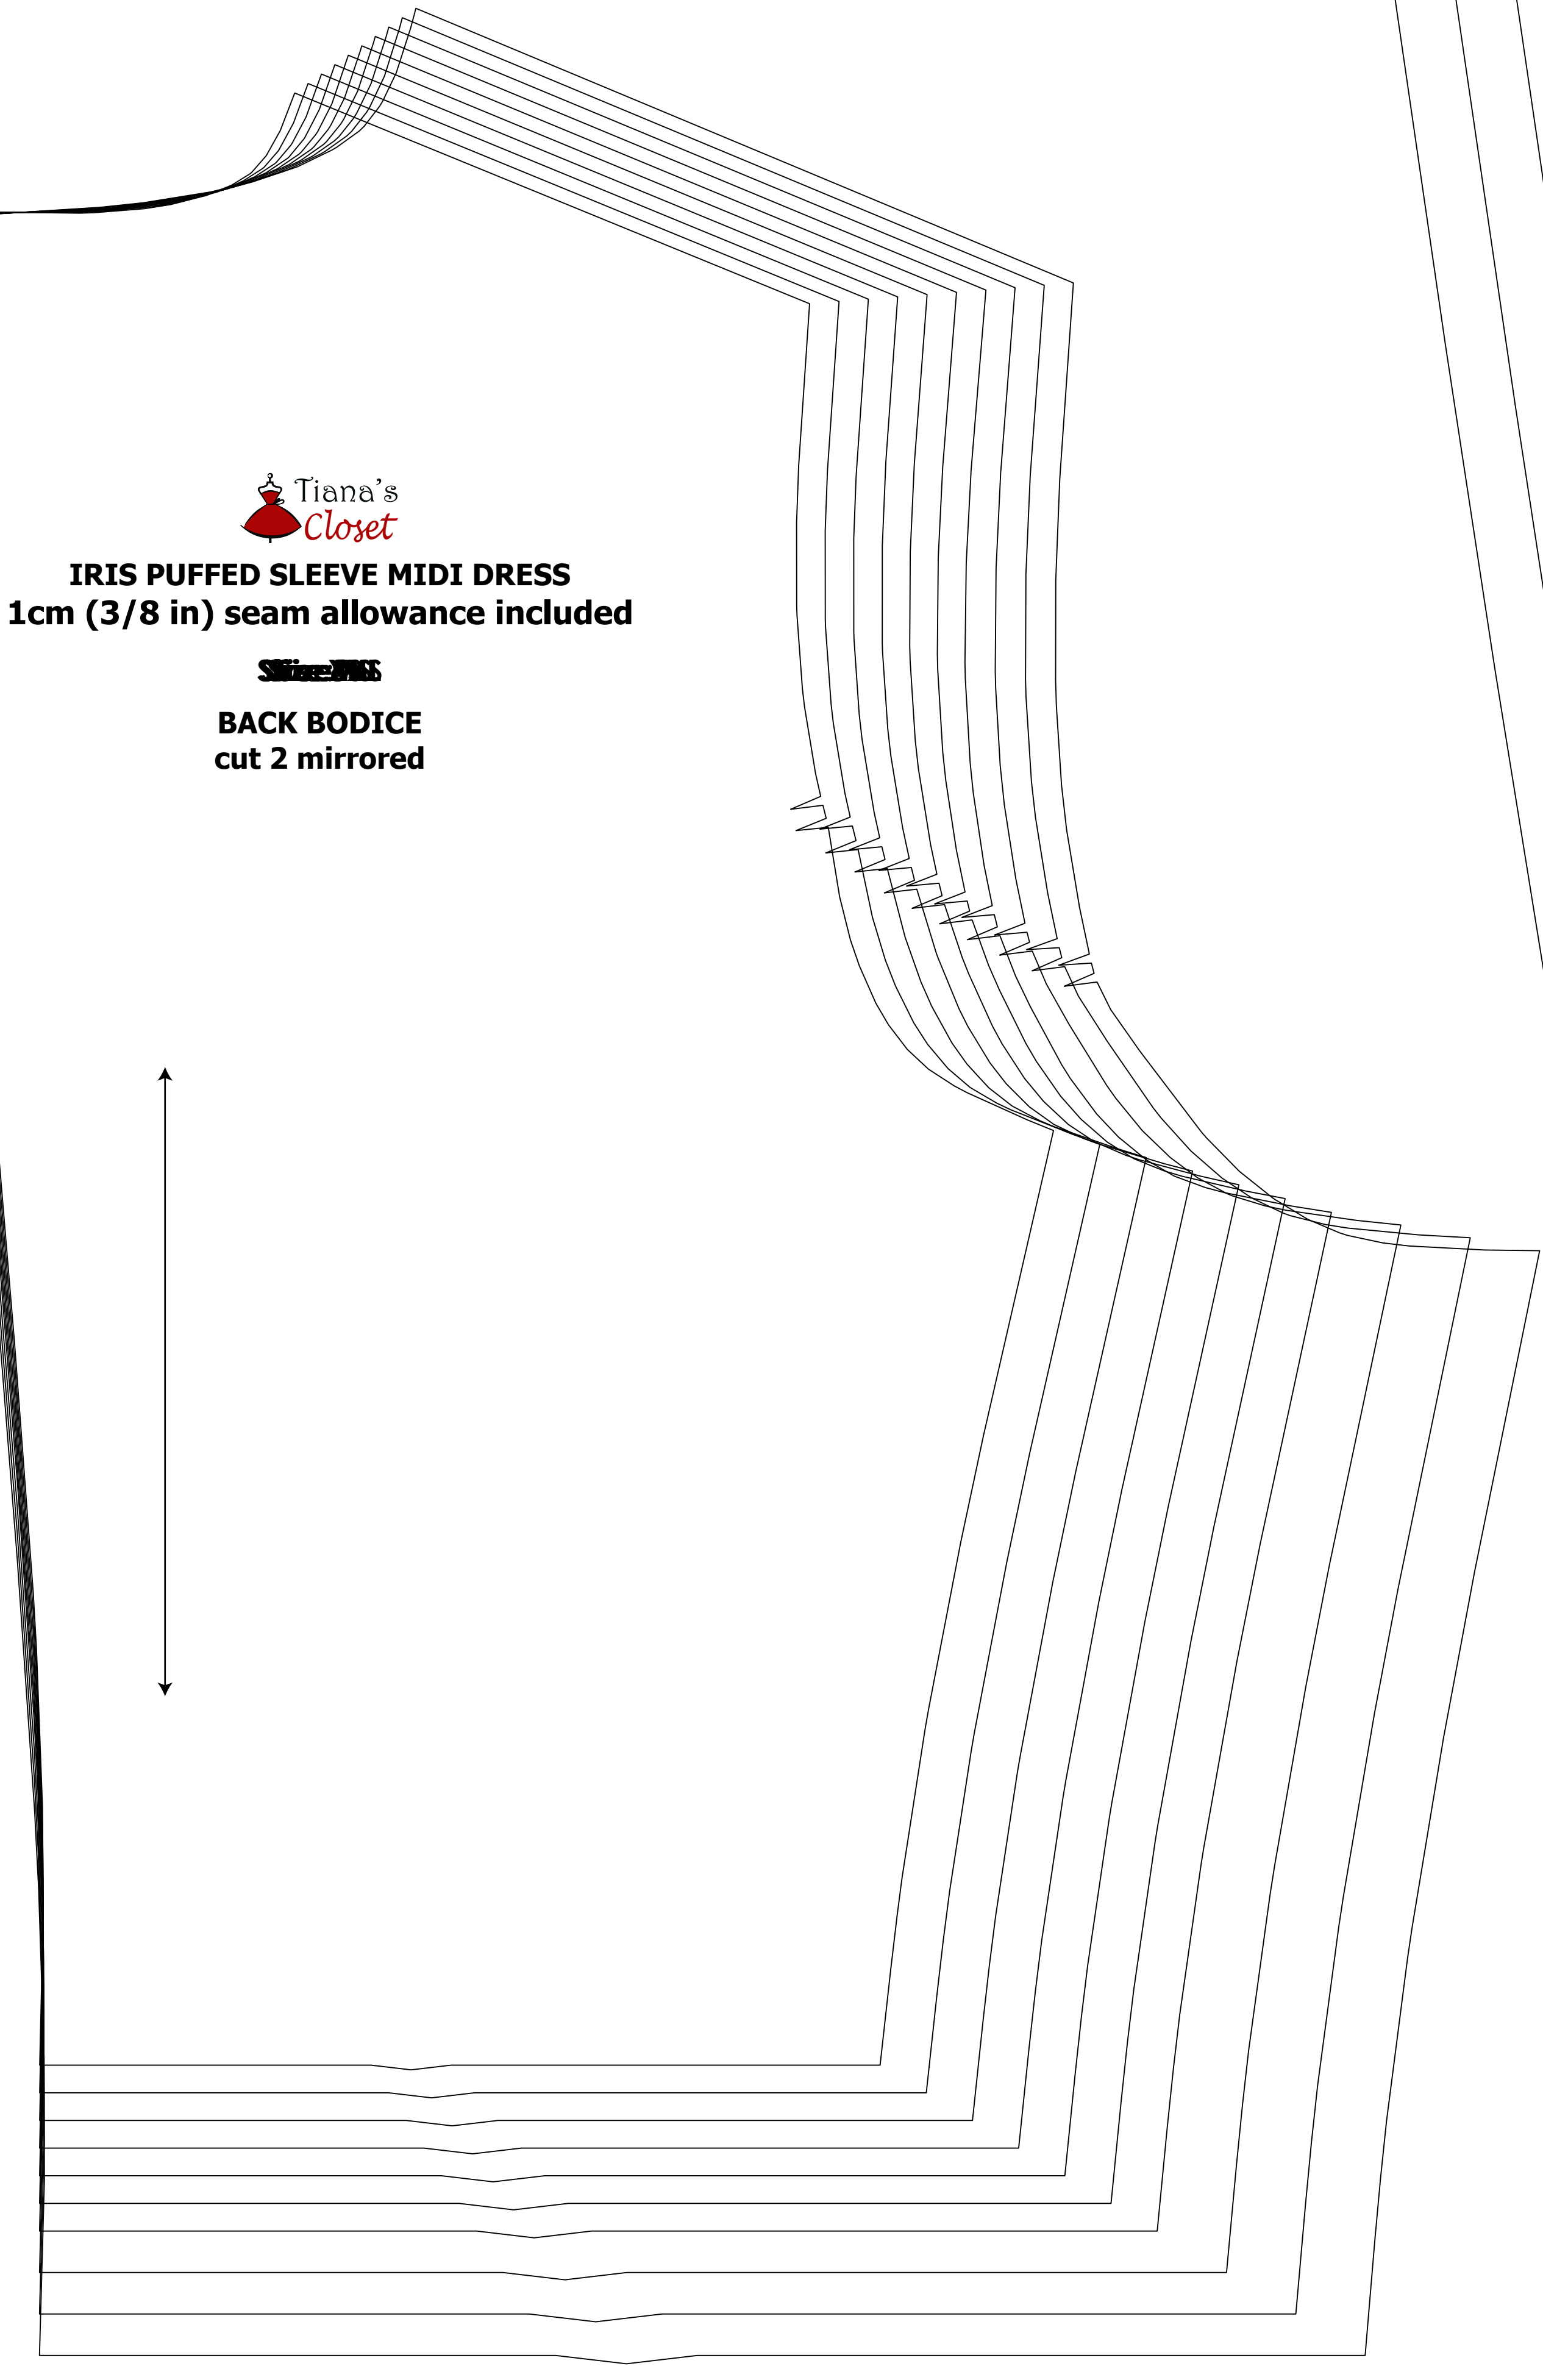 Tiana's
Closet
IRIS PUFFED SLEEVE MIDI DRESS
1cm (3/8 in) seam allowance included
BACK BODICE
cut 2 mirrored